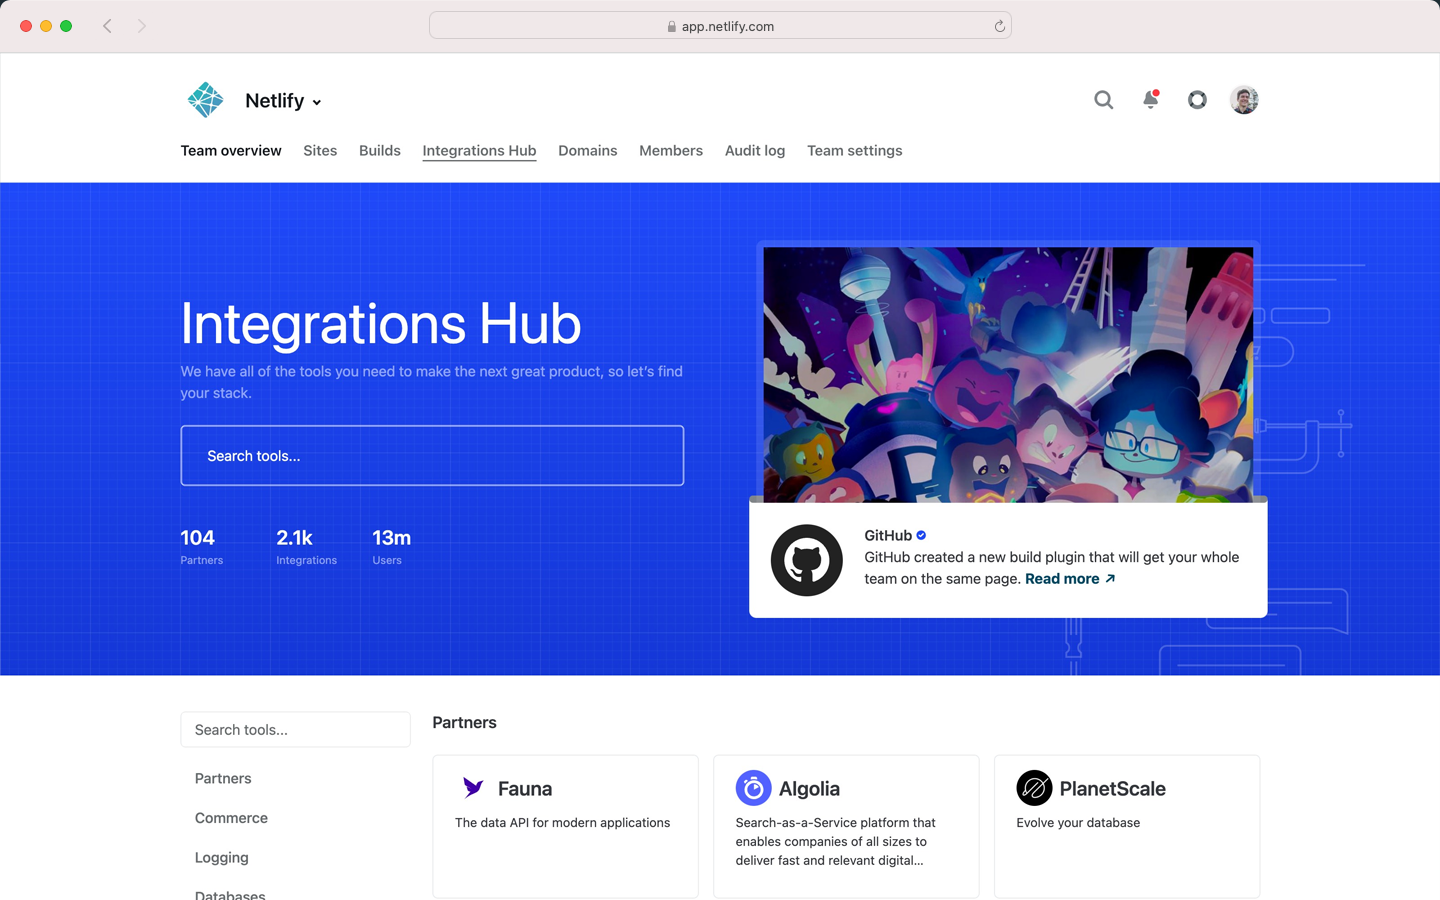 app.netlify.com
Netlify
Team overview Sites Builds Integrations Hub Domains Members Audit log Team settings
Integrations Hub
We have all of the tools you need to make the next great product, so let’s find
your stack.
Search tools...
104 2.1k 13m
Partners Integrations Users
GitHub
GitHub created a new build plugin that will get your whole
team on the same page. Read more ↗
Search tools...
Partners
Commerce
Logging
Databases
Partners
Fauna
The data API for modern applications
Algolia
Search-as-a-Service platform that
enables companies of all sizes to
deliver fast and relevant digital...
PlanetScale
Evolve your database